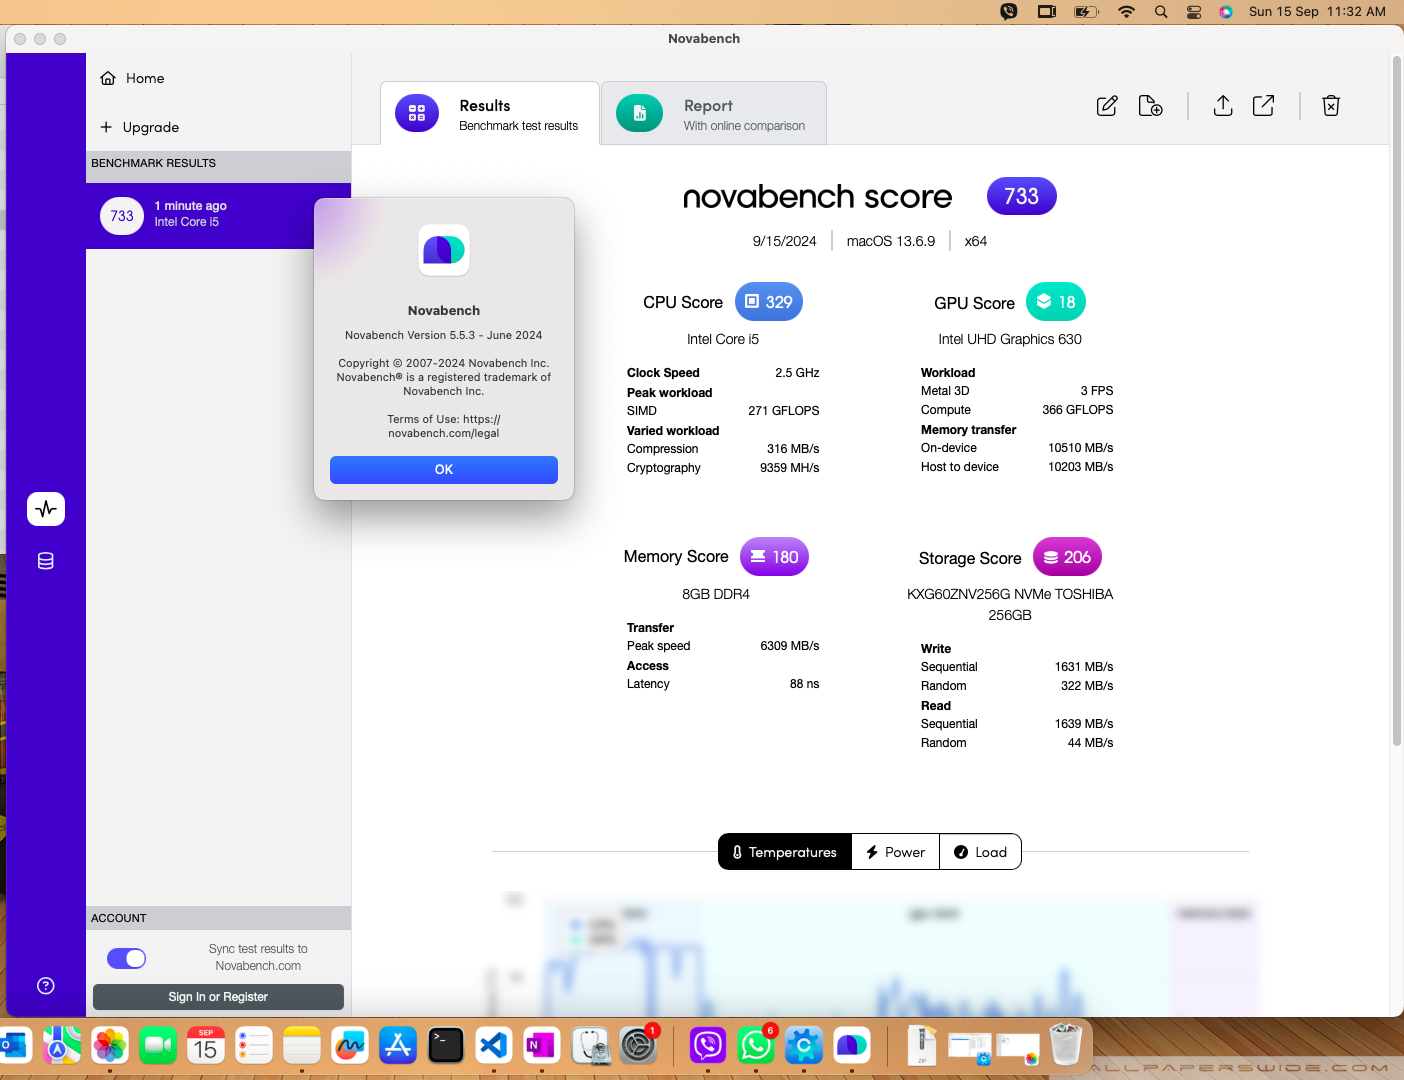 Sun 15 Sep 11:32 AM
Novabench
Home
Upgrade
BENCHMARK RESULTS
733
1 minute ago
Intel Core i5
Results
Benchmark test results
Report
With online comparison
novabench score 733
9/15/2024
macOS 13.6.9
x64
CPU Score 329
Intel Core i5
Clock Speed 2.5 GHz
Peak workload
SIMD 271 GFLOPS
Varied workload
Compression 316 MB/s
Cryptography 9359 MH/s
GPU Score 18
Intel UHD Graphics 630
Workload
Metal 3D 3 FPS
Compute 366 GFLOPS
Memory transfer
On-device 10510 MB/s
Host to device 10203 MB/s
Novabench
Novabench Version 5.5.3 - June 2024
Copyright © 2007-2024 Novabench Inc.
Novabench® is a registered trademark of
Novabench Inc.
Terms of Use: https://
novabench.com/legal
OK
Memory Score 180
8GB DDR4
Transfer
Peak speed 6309 MB/s
Access
Latency 88 ns
Storage Score 206
KXG60ZNV256G NVMe TOSHIBA
256GB
Write
Sequential 1631 MB/s
Random 322 MB/s
Read
Sequential 1639 MB/s
Random 44 MB/s
Temperatures
Power
Load
ACCOUNT
Sync test results to
Novabench.com
Sign In or Register
SEP
15
1
6
ZIP
ALLPAPERSWIDE.COM